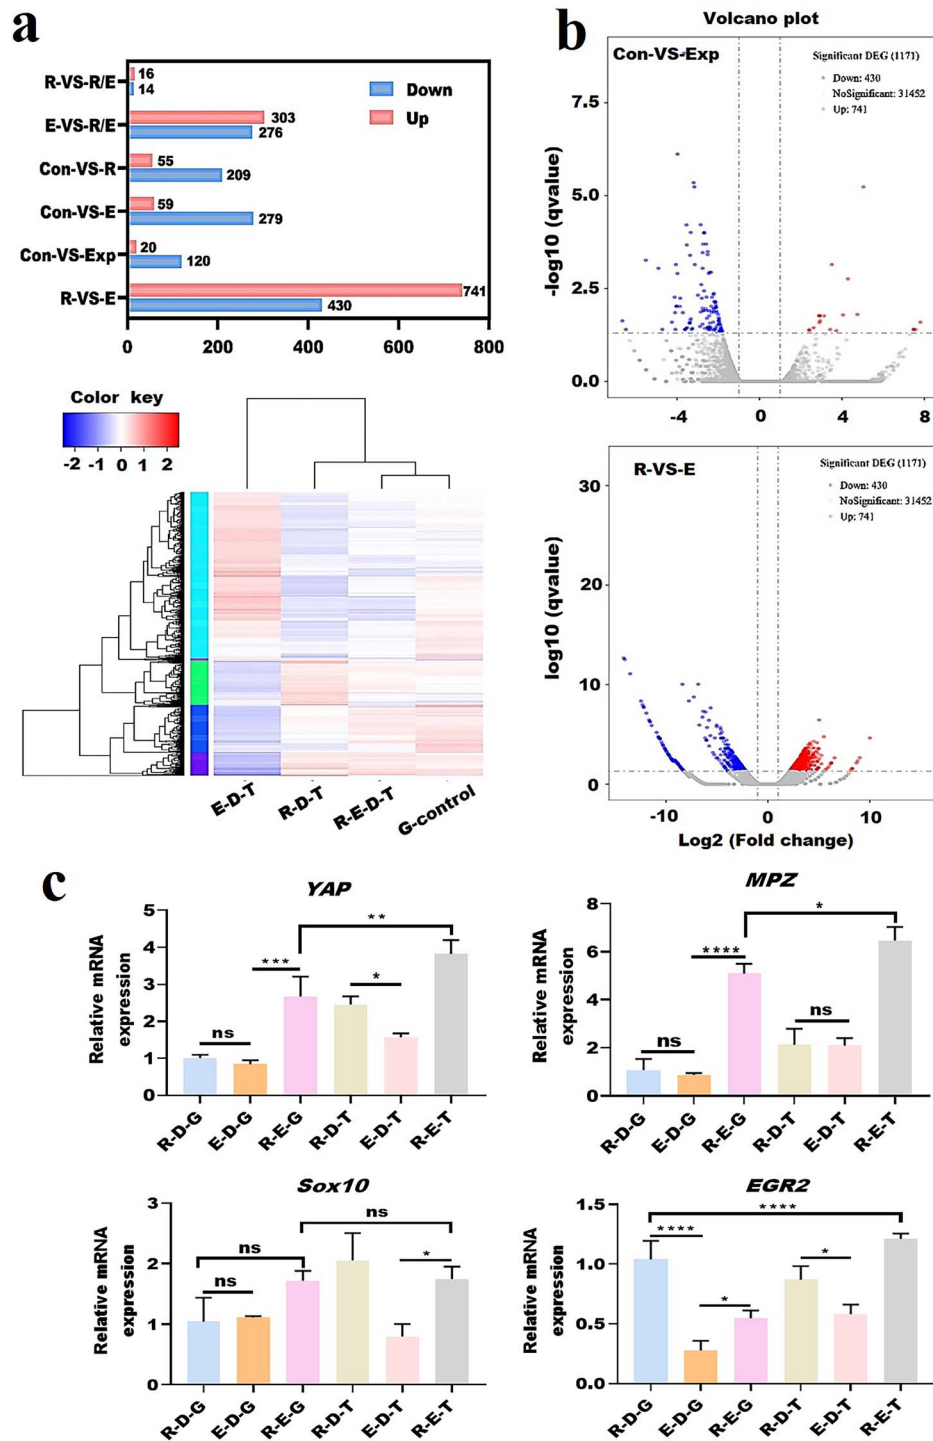 a
R-VS-R/E
16
14
Down
Up
E-VS-R/E
303
276
Con-VS-R
55
209
Con-VS-E
59
279
Con-VS-Exp
20
120
R-VS-E
741
430
0 200 400 600 800
Color key
-2 -1 0 1 2
E-D-T R-D-T R-E-D-T G-control
b
Volcano plot
Con-VS-Exp
Significant DEG (1171)
Down: 430
NoSignificant: 31452
Up: 741
-log10 (qvalue)
7.5
5.0
2.5
0.0
-4 0 4 8
R-VS-E
Significant DEG (1171)
Down: 430
NoSignificant: 31452
Up: 741
log10 (qvalue)
30
20
10
0
-10 0 10
Log2 (Fold change)
c
YAP
Relative mRNA
expression
5
4
3
2
1
0
ns
***
**
*
R-D-G E-D-G R-E-G R-D-T E-D-T R-E-T
MPZ
Relative mRNA
expression
8
6
4
2
0
ns
****
*
ns
R-D-G E-D-G R-E-G R-D-T E-D-T R-E-T
Sox10
Relative mRNA
expression
3
2
1
0
ns
ns
ns
*
R-D-G E-D-G R-E-G R-D-T E-D-T R-E-T
EGR2
Relative mRNA
expression
1.5
1.0
0.5
0.0
****
****
*
*
R-D-G E-D-G R-E-G R-D-T E-D-T R-E-T